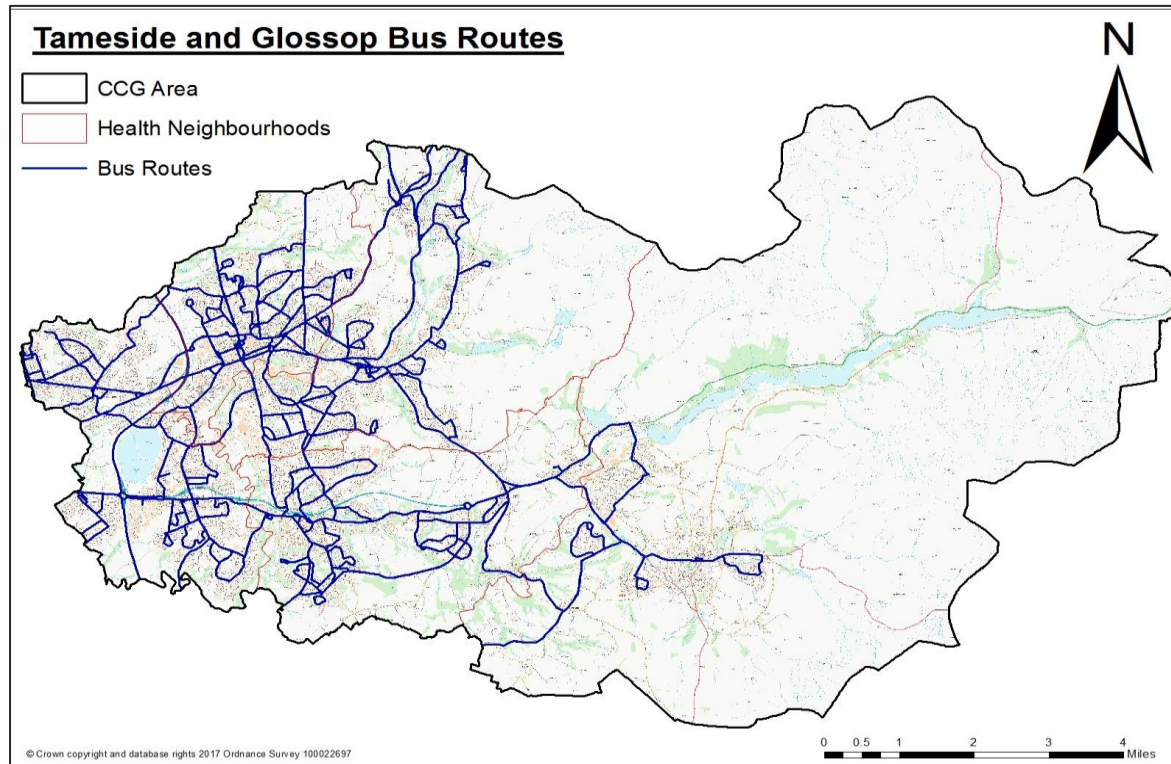 Tameside and Glossop Bus Routes
N
CCG Area
Health Neighbourhoods
Bus Routes
© Crown copyright and database rights 2017 Ordnance Survey 100022697
0 0.5 1 2 3 4
Miles